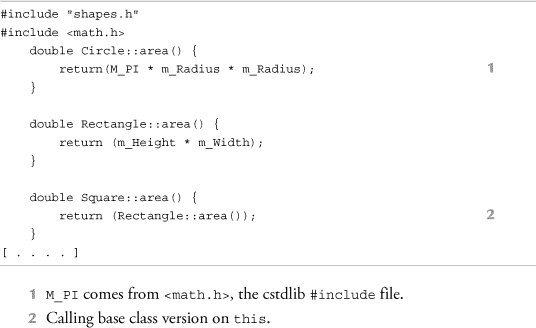 #include "shapes.h"
#include <math.h>
    double Circle::area() {
        return(M_PI * m_Radius * m_Radius); 1
    }
    double Rectangle::area() {
        return (m_Height * m_Width);
    }
    double Square::area() {
        return (Rectangle::area()); 2
    }
[ . . . . ]
1 M_PI comes from <math.h>, the cstdlib #include file.
2 Calling base class version on this.